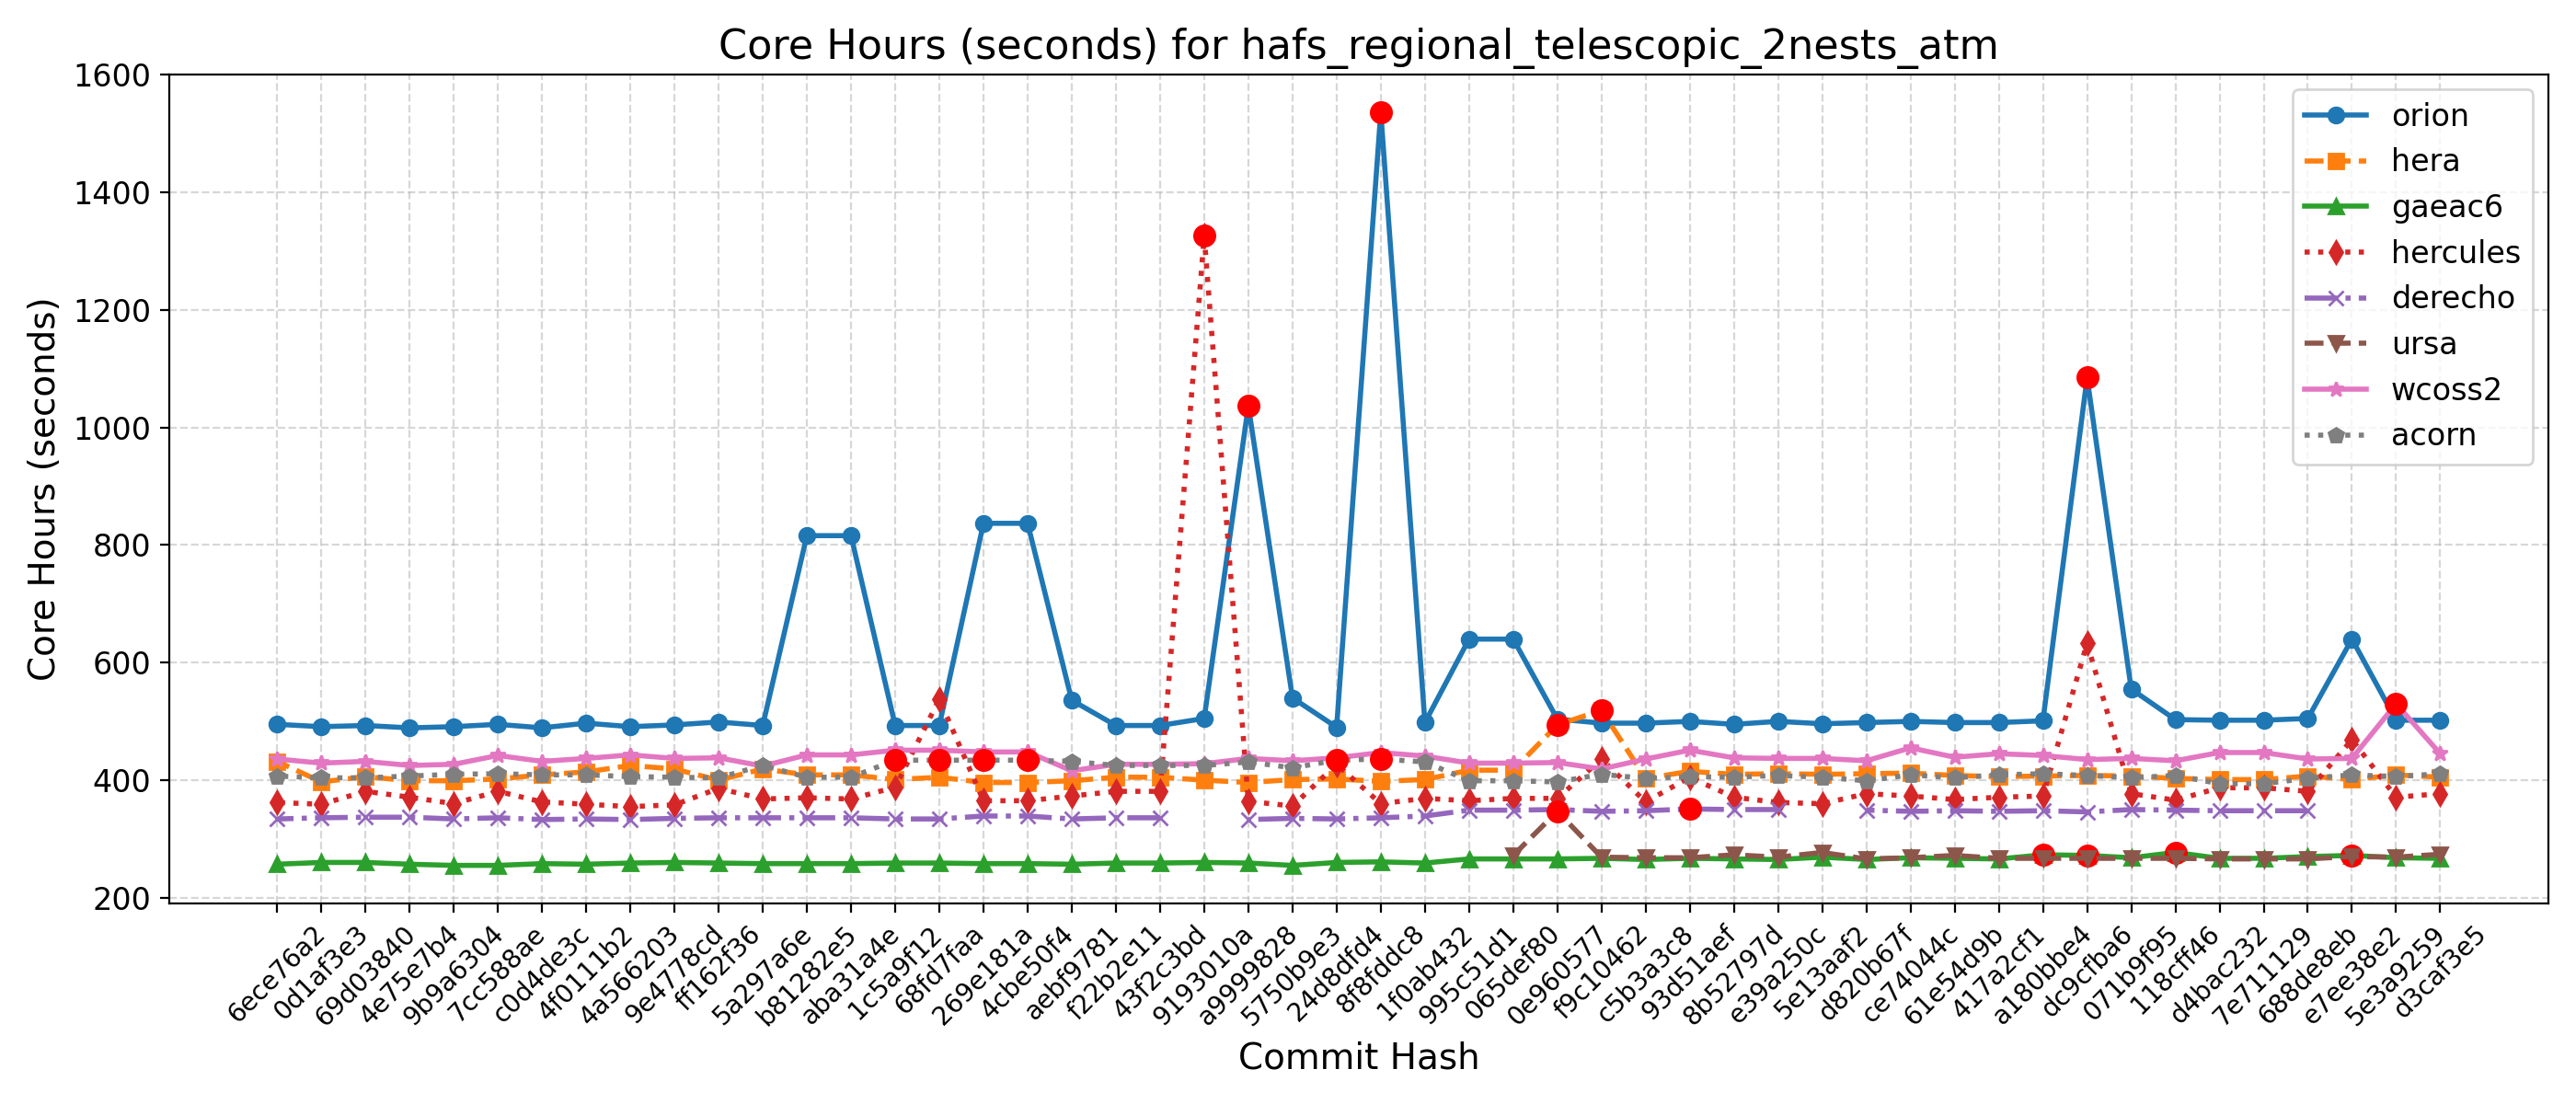 Core Hours (seconds) for hafs_regional_telescopic_2nests_atm
Core Hours (seconds)
1600
1400
1200
1000
800
600
400
200
orion
hera
gaeac6
hercules
derecho
ursa
wcoss2
acorn
6ece76a2
0d1af3e3
69d03840
4e75e7b4
9b9a6304
7cc588ae
c0d4de3c
4f0111b2
4a566203
9e4778cd
ff162f36
5a297a6e
b81282e5
aba31a4e
1c5a9f12
68fd7faa
269e181a
4cbe50f4
aebf9781
f22b2e11
43f2c3bd
9193010a
a9999828
5750b9e3
24d8dfd4
8f8fddc8
1f0ab432
995c51d1
065def80
0e960577
f9c10462
c5b3a3c8
93d51aef
8b52797d
e39a250c
5e13aaf2
d820b67f
ce74044c
61e54d9b
417a2cf1
a180bbe4
dc9cfba6
071b9f95
118cff46
d4bac232
7e711129
688de8eb
e7ee38e2
5e3a9259
d3caf3e5
Commit Hash